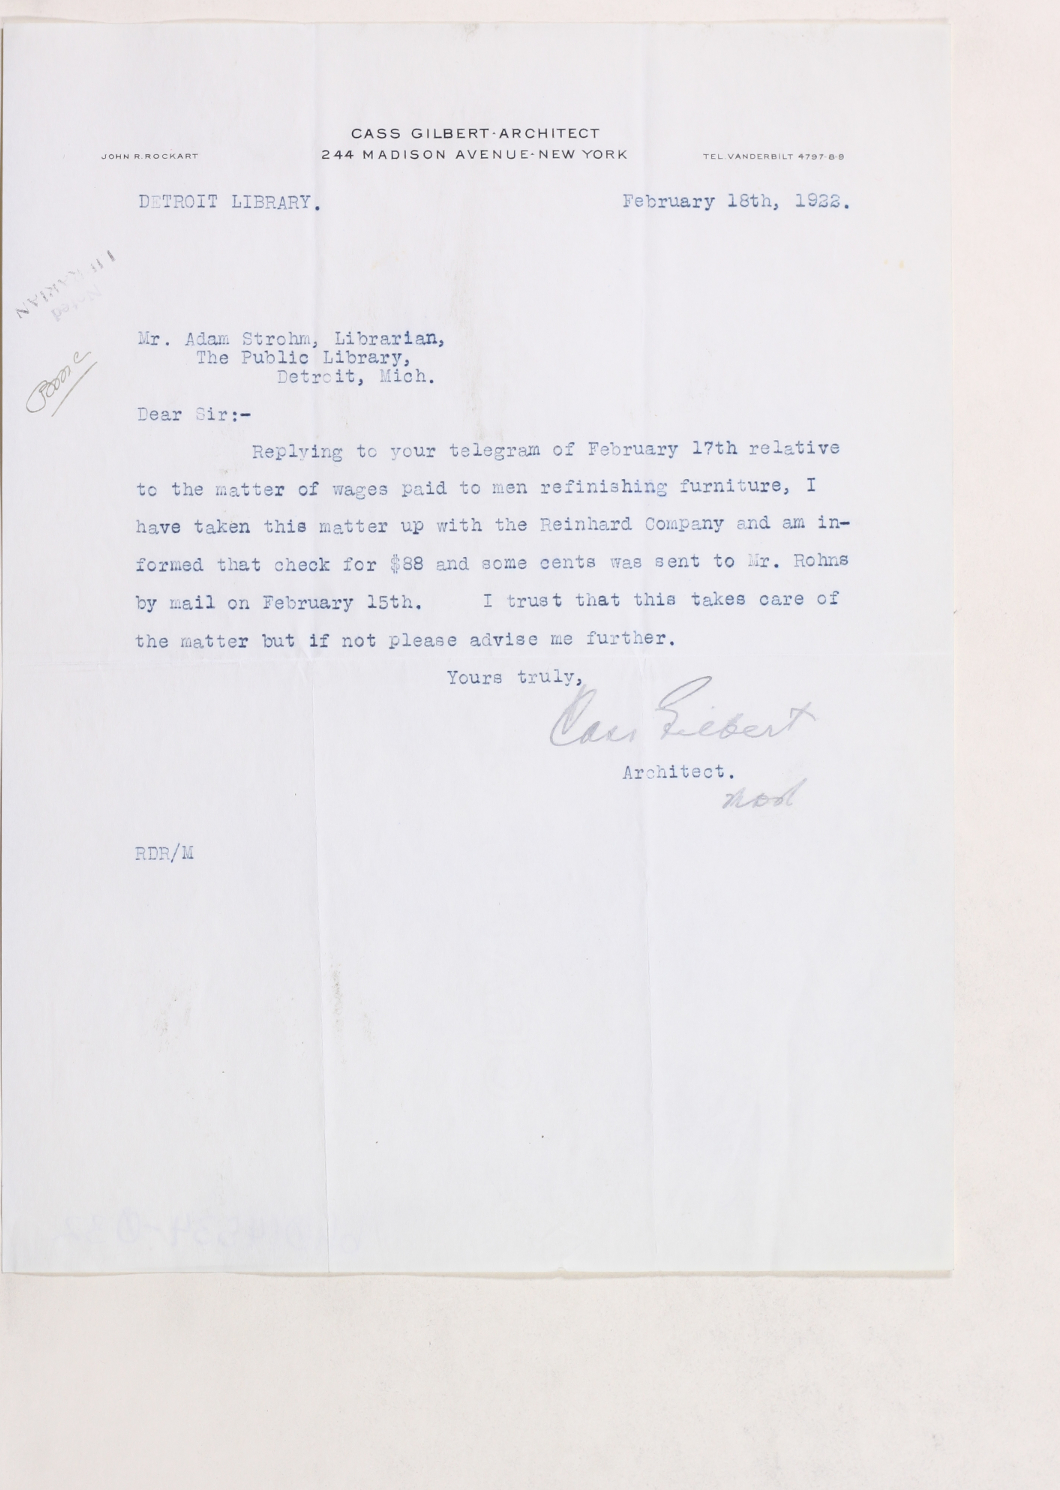 CASS GILBERT-ARCHITECT
JOHN R. ROCKART 244 MADISON AVENUE-NEW YORK TEL. VANDERBILT 4797-8-9
DETROIT LIBRARY. February 18th, 1922.
LIBRARIAN
Noted
Mr. Adam Strohm, Librarian,
The Public Library,
Detroit, Mich.
Dear Sir:-
Replying to your telegram of February 17th relative
to the matter of wages paid to men refinishing furniture, I
have taken this matter up with the Reinhard Company and am in-
formed that check for $88 and some cents was sent to Mr. Rohns
by mail on February 15th. I trust that this takes care of
the matter but if not please advise me further.
Yours truly,
Cass Gilbert
Architect.
RDR/M